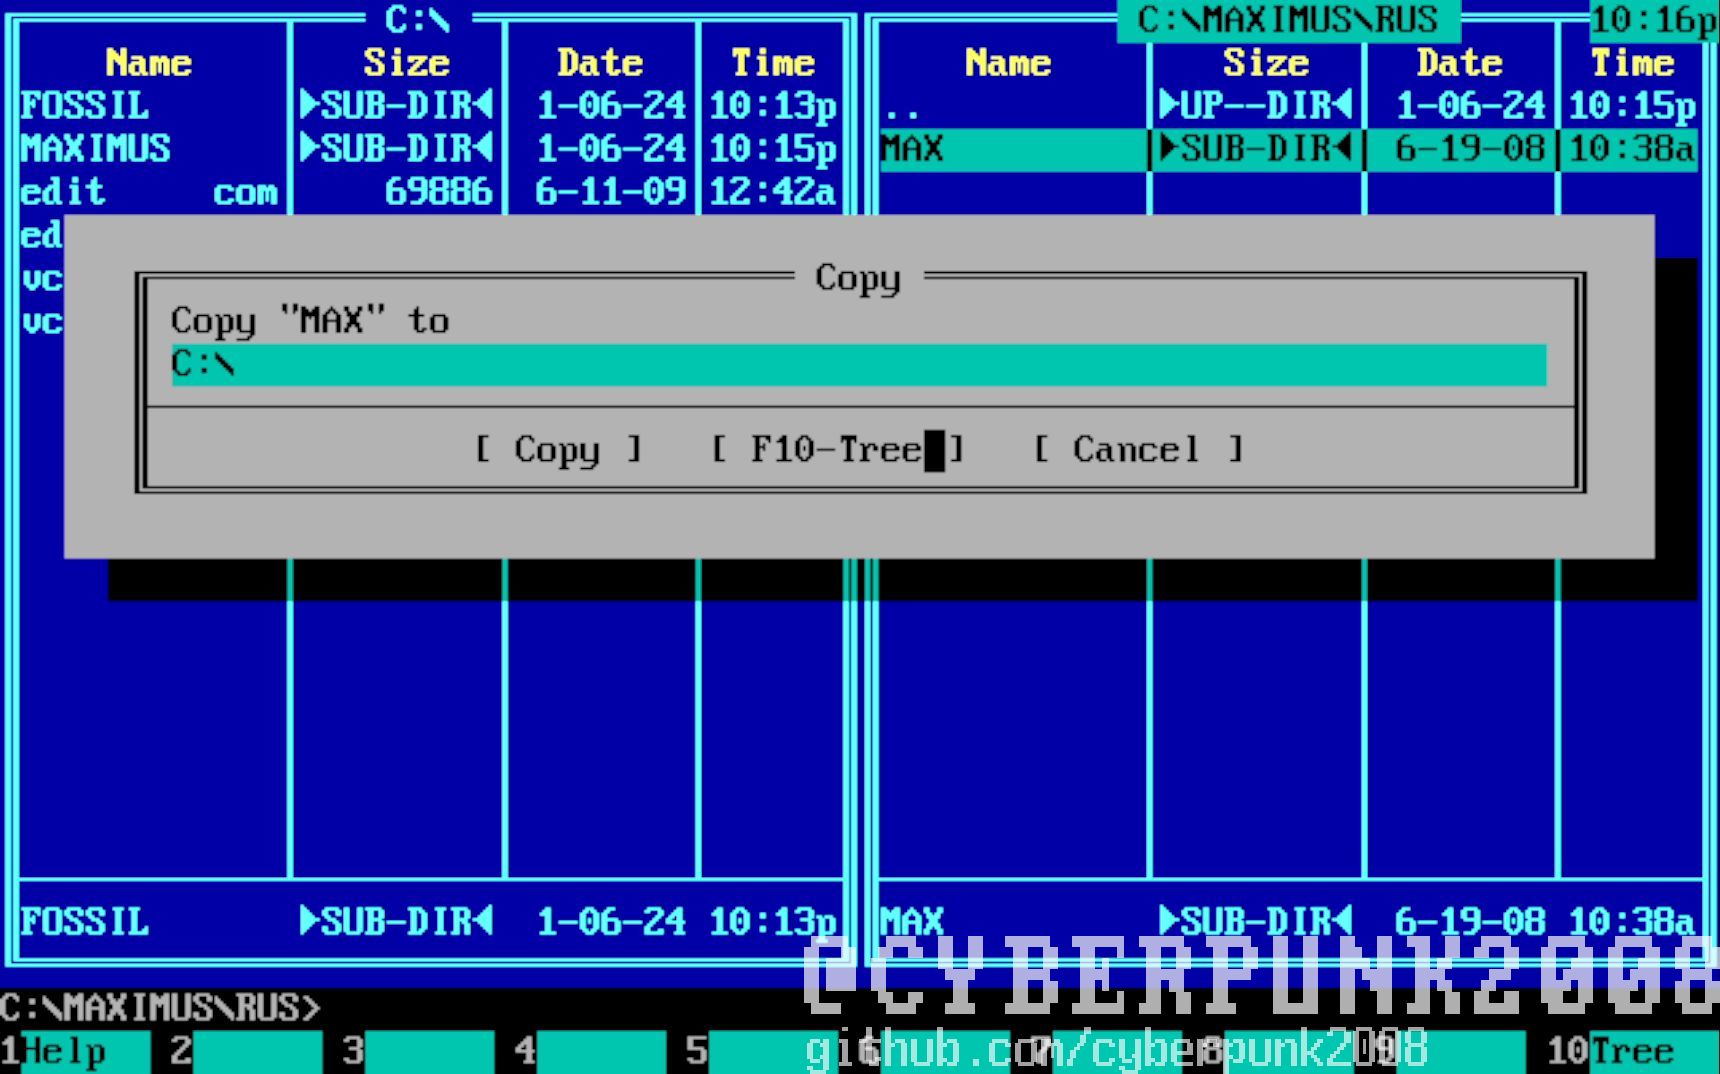 C:\
Name Size Date Time
FOSSIL ►SUB-DIR◄ 1-06-24 10:13p
MAXIMUS ►SUB-DIR◄ 1-06-24 10:15p
edit com 69886 6-11-09 12:42a
ed
vc
vc
C:\MAXIMUS\RUS 10:16p
Name Size Date Time
.. ►UP--DIR◄ 1-06-24 10:15p
MAX ►SUB-DIR◄ 6-19-08 10:38a
Copy
Copy "MAX" to
C:\
[ Copy ] [ F10-Tree ] [ Cancel ]
FOSSIL ►SUB-DIR◄ 1-06-24 10:13p
MAX ►SUB-DIR◄ 6-19-08 10:38a
@CYBERPUNK2008
C:\MAXIMUS\RUS>
github.com/cyberpunk2008
1Help 2 3 4 5 6 7 8 9 10Tree